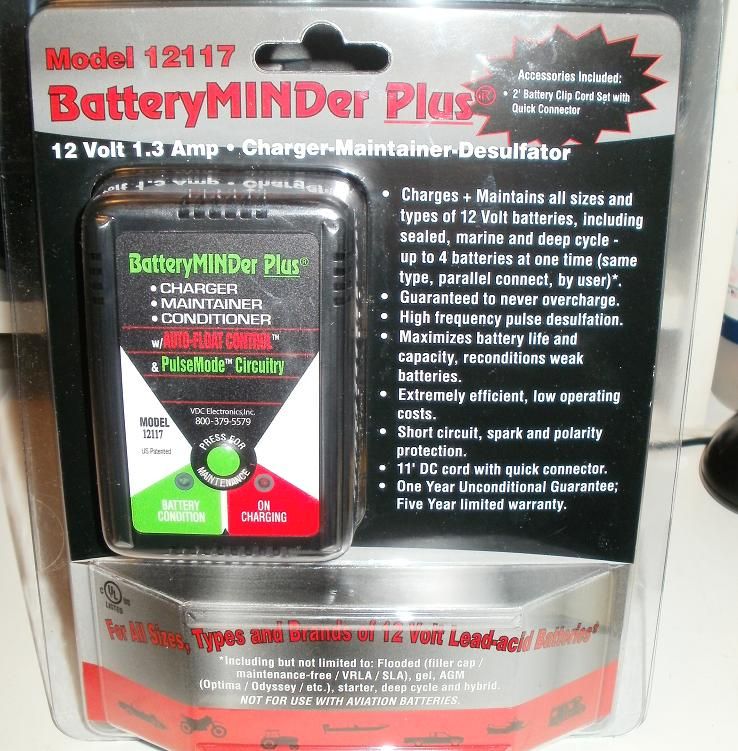 Model 12117
BatteryMINDer Plus®
Accessories Included:
• 2' Battery Clip Cord Set with
Quick Connector
12 Volt 1.3 Amp • Charger-Maintainer-Desulfator
BatteryMINDer Plus®
• CHARGER
• MAINTAINER
• CONDITIONER
w/ AUTO-FLOAT CONTROL™
& PulseMode™ Circuitry
VDC Electronics,Inc.
800-379-5579
MODEL
12117
US Patented
PRESS FOR
MAINTENANCE
BATTERY
CONDITION
ON
CHARGING
• Charges + Maintains all sizes and
types of 12 Volt batteries, including
sealed, marine and deep cycle -
up to 4 batteries at one time (same
type, parallel connect, by user)*.
• Guaranteed to never overcharge.
• High frequency pulse desulfation.
• Maximizes battery life and
capacity, reconditions weak
batteries.
• Extremely efficient, low operating
costs.
• Short circuit, spark and polarity
protection.
• 11' DC cord with quick connector.
• One Year Unconditional Guarantee;
Five Year limited warranty.
C UL US
LISTED
For All Sizes, Types and Brands of 12 Volt Lead-acid Batteries*
*Including but not limited to: Flooded (filler cap /
maintenance-free / VRLA / SLA), gel, AGM
(Optima / Odyssey / etc.), starter, deep cycle and hybrid.
NOT FOR USE WITH AVIATION BATTERIES.